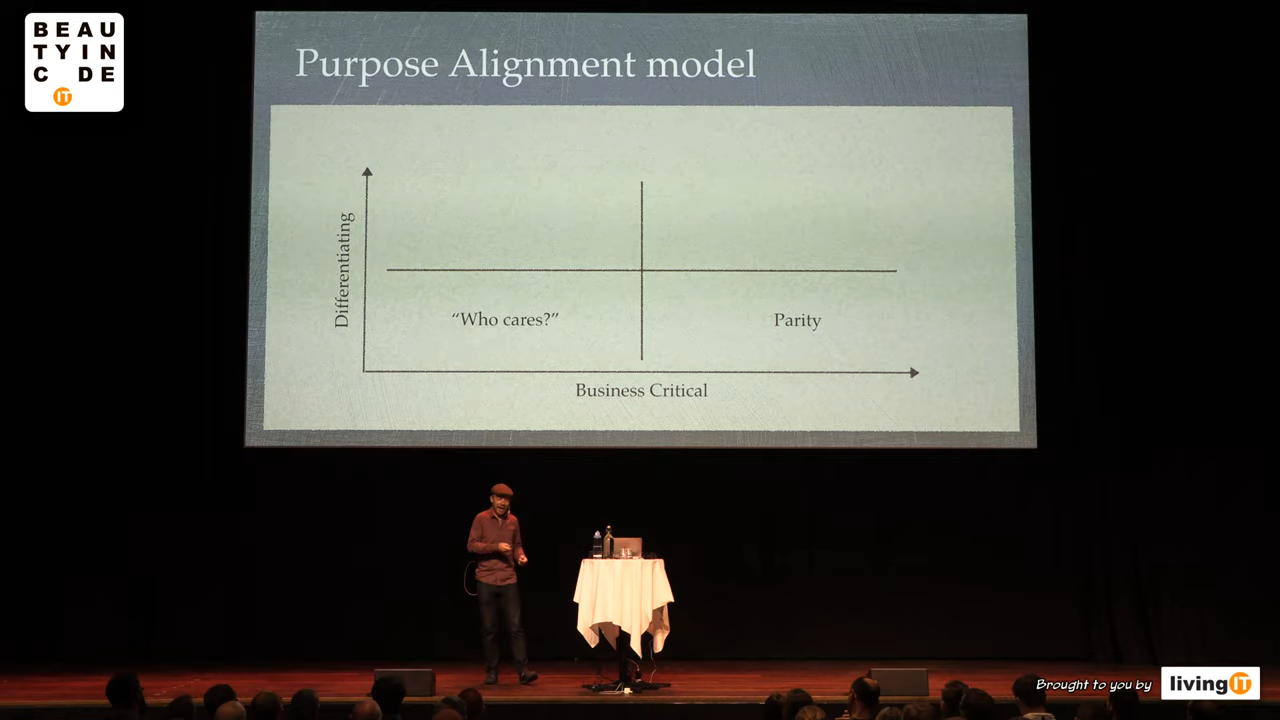 BEAU
TYIN
C DE
IT
Purpose Alignment model
Differentiating
“Who cares?”
Parity
Business Critical
Brought to you by
livingIT